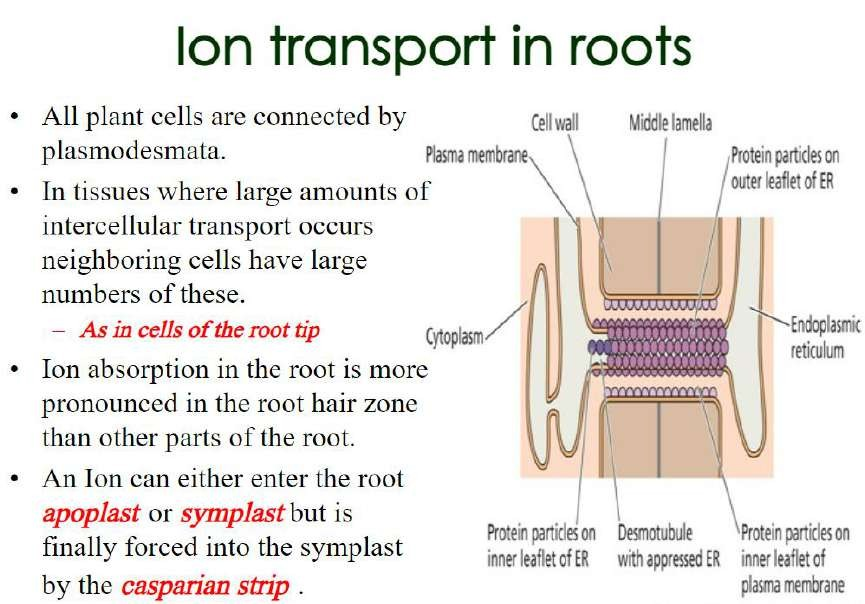 Ion transport in roots
• All plant cells are connected by
plasmodesmata.
• In tissues where large amounts of
intercellular transport occurs
neighboring cells have large
numbers of these.
– As in cells of the root tip
• Ion absorption in the root is more
pronounced in the root hair zone
than other parts of the root.
• An Ion can either enter the root
apoplast or symplast but is
finally forced into the symplast
by the casparian strip .
Cell wall
Middle lamella
Plasma membrane
Protein particles on
outer leaflet of ER
Cytoplasm
Endoplasmic
reticulum
Protein particles on
inner leaflet of ER
Desmotubule
with appressed ER
Protein particles on
inner leaflet of
plasma membrane